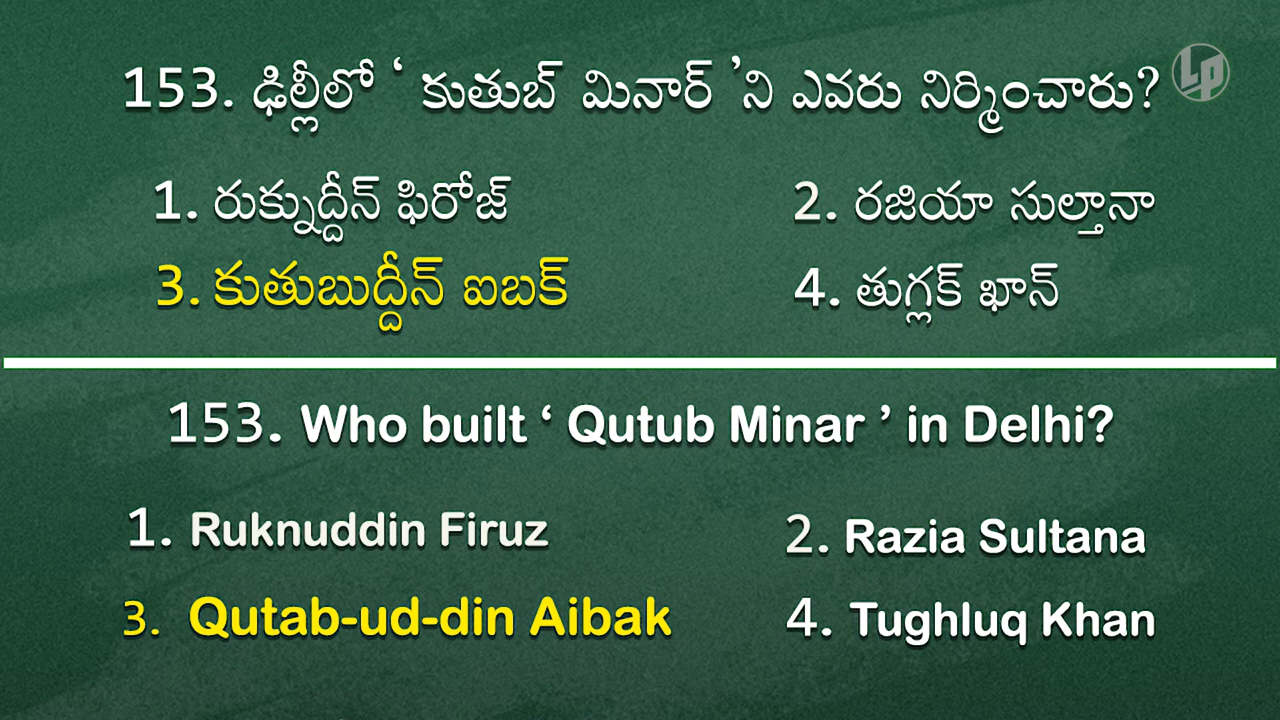 153. ఢిల్లీలో ‘ కుతుబ్ మినార్ ’ని ఎవరు నిర్మించారు?
LP
1. రుక్నుద్దీన్ ఫిరోజ్ 2. రజియా సుల్తానా
3. కుతుబుద్దీన్ ఐబక్ 4. తుగ్లక్ ఖాన్
153. Who built ‘ Qutub Minar ’ in Delhi?
1. Ruknuddin Firuz 2. Razia Sultana
3. Qutab-ud-din Aibak 4. Tughluq Khan